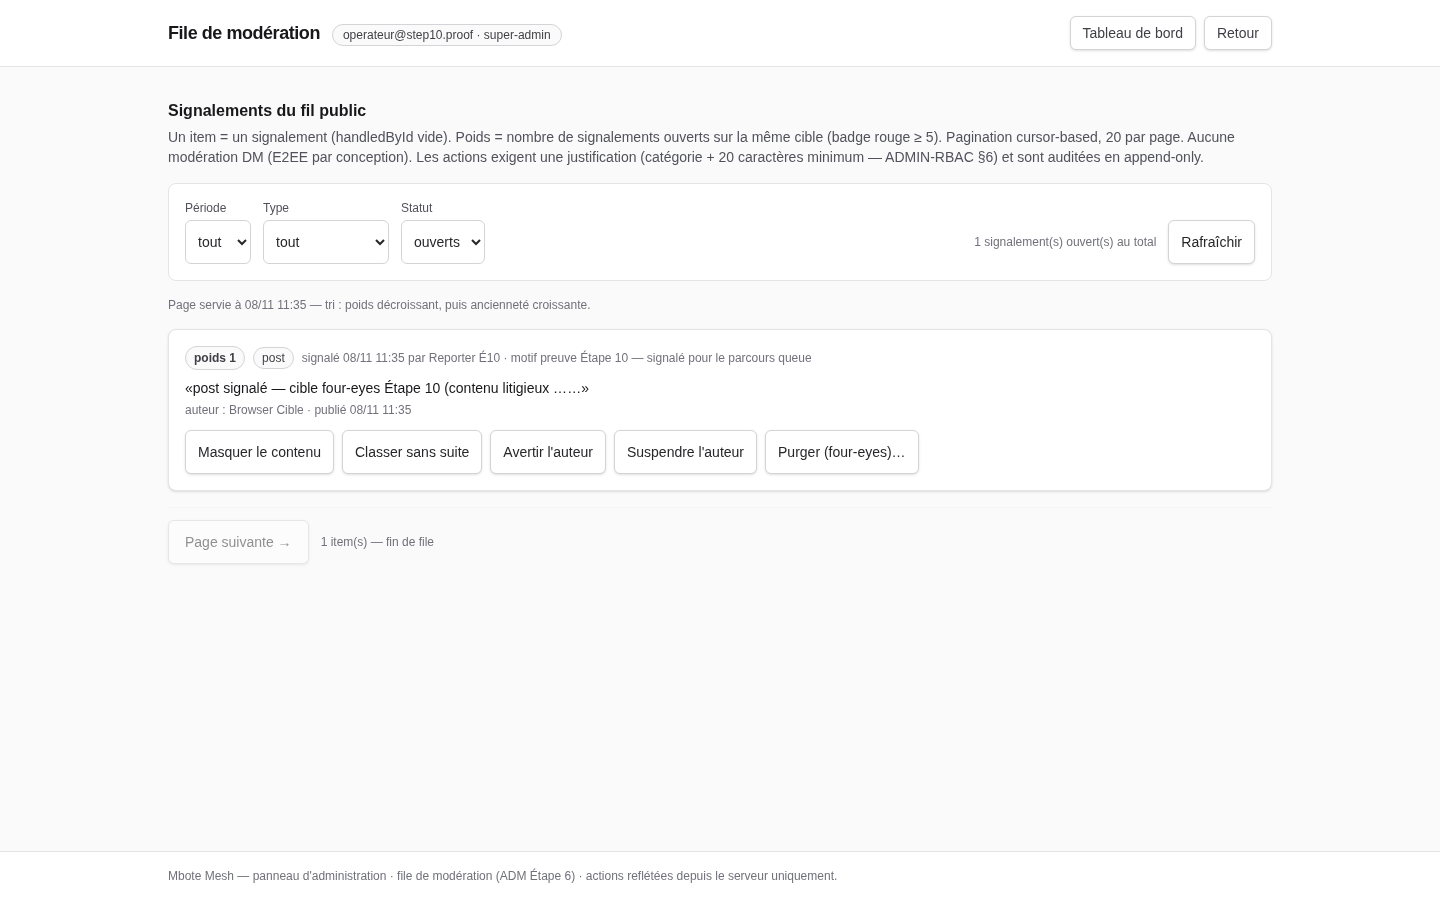 File de modération
operateur@step10.proof · super-admin
Tableau de bord
Retour
Signalements du fil public
Un item = un signalement (handledById vide). Poids = nombre de signalements ouverts sur la même cible (badge rouge ≥ 5). Pagination cursor-based, 20 par page. Aucune
modération DM (E2EE par conception). Les actions exigent une justification (catégorie + 20 caractères minimum — ADMIN-RBAC §6) et sont auditées en append-only.
Période
Type
Statut
tout
tout
ouverts
1 signalement(s) ouvert(s) au total
Rafraîchir
Page servie à 08/11 11:35 — tri : poids décroissant, puis ancienneté croissante.
poids 1
post
signalé 08/11 11:35 par Reporter É10 · motif preuve Étape 10 — signalé pour le parcours queue
«post signalé — cible four-eyes Étape 10 (contenu litigieux ……»
auteur : Browser Cible · publié 08/11 11:35
Masquer le contenu
Classer sans suite
Avertir l'auteur
Suspendre l'auteur
Purger (four-eyes)…
Page suivante →
1 item(s) — fin de file
Mbote Mesh — panneau d'administration · file de modération (ADM Étape 6) · actions reflétées depuis le serveur uniquement.